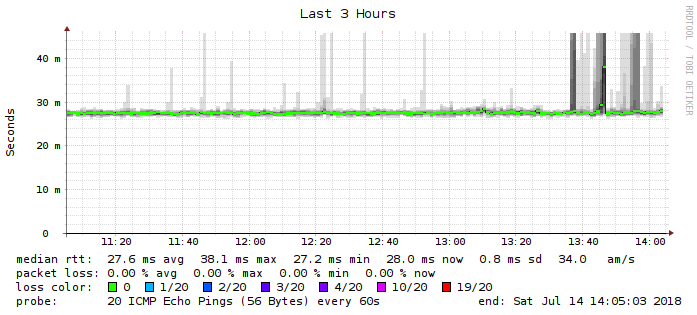 Last 3 Hours
RRDTOOL / TOBI OETIKER
Seconds
40 m
30 m
20 m
10 m
0
11:20 11:40 12:00 12:20 12:40 13:00 13:20 13:40 14:00
median rtt: 27.6 ms avg 38.1 ms max 27.2 ms min 28.0 ms now 0.8 ms sd 34.0 am/s
packet loss: 0.00 % avg 0.00 % max 0.00 % min 0.00 % now
loss color: 0 1/20 2/20 3/20 4/20 10/20 19/20
probe: 20 ICMP Echo Pings (56 Bytes) every 60s end: Sat Jul 14 14:05:03 2018